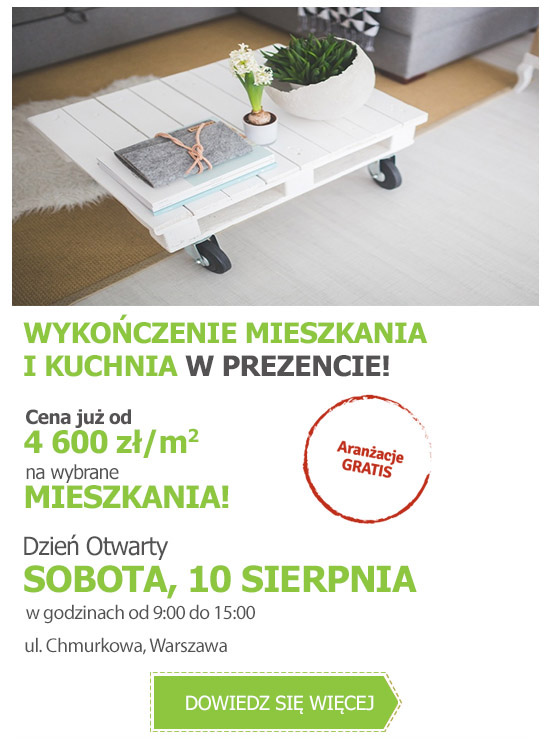 WYKOŃCZENIE MIESZKANIA
I KUCHNIA W PREZENCIE!
Cena już od
4 600 zł/m²
na wybrane
MIESZKANIA!
Aranżacje
GRATIS
Dzień Otwarty
SOBOTA, 10 SIERPNIA
w godzinach od 9:00 do 15:00
ul. Chmurkowa, Warszawa
DOWIEDZ SIĘ WIĘCEJ